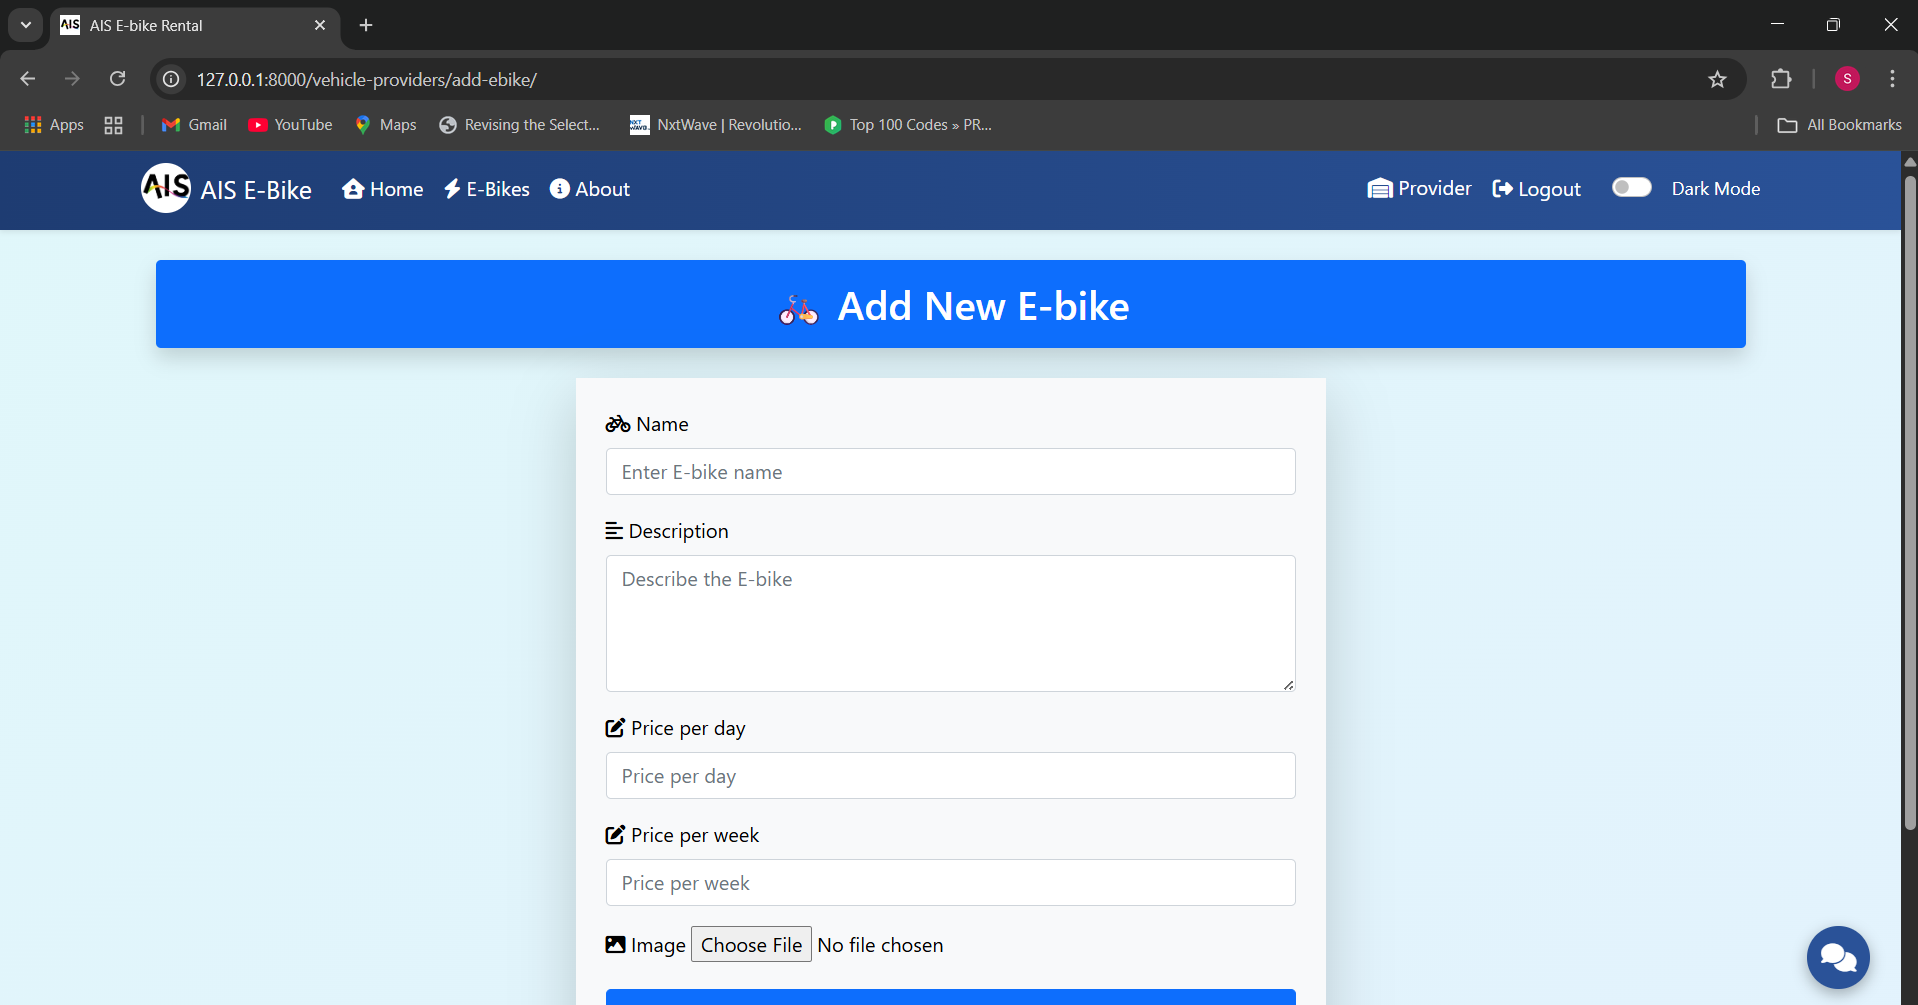 AIS E-bike Rental
127.0.0.1:8000/vehicle-providers/add-ebike/
S
Apps
Gmail
YouTube
Maps
Revising the Select...
NXT WAVE
NxtWave | Revolutio...
Top 100 Codes » PR...
All Bookmarks
AIS
AIS E-Bike
Home
E-Bikes
About
Provider
Logout
Dark Mode
Add New E-bike
Name
Enter E-bike name
Description
Describe the E-bike
Price per day
Price per day
Price per week
Price per week
Image Choose File No file chosen